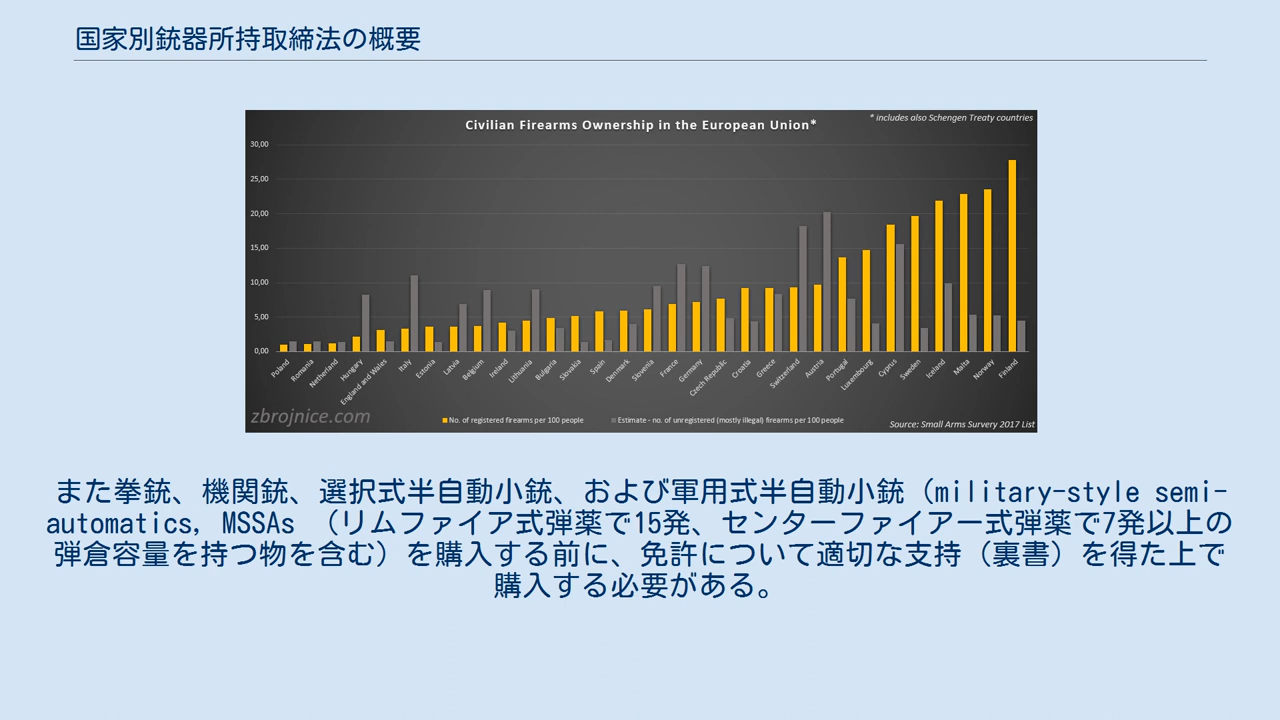 国家別銃器所持取締法の概要
Civilian Firearms Ownership in the European Union*
* includes also Schengen Treaty countries
30,00
25,00
20,00
15,00
10,00
5,00
0,00
Poland
Romania
Netherland
Hungary
England and Wales
Italy
Estonia
Latvia
Belgium
Ireland
Lithuania
Bulgaria
Slovakia
Spain
Denmark
Slovenia
France
Germany
Czech Republic
Croatia
Greece
Switzerland
Austria
Portugal
Luxembourg
Cyprus
Sweden
Iceland
Malta
Norway
Finland
zbrojnice.com
No. of registered firearms per 100 people
Estimate - no. of unregistered (mostly illegal) firearms per 100 people
Source: Small Arms Survery 2017 List
また拳銃、機関銃、選択式半自動小銃、および軍用式半自動小銃（military-style semi-
automatics, MSSAs （リムファイア式弾薬で15発、センターファイアー式弾薬で7発以上の
弾倉容量を持つ物を含む）を購入する前に、免許について適切な支持（裏書）を得た上で
購入する必要がある。